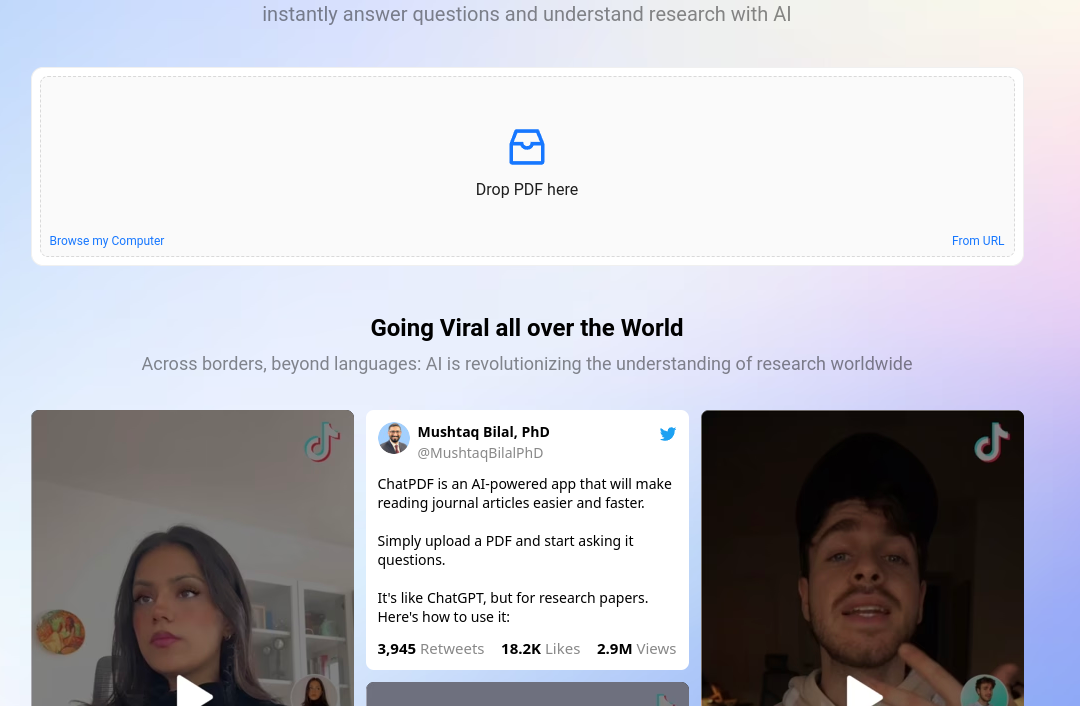 instantly answer questions and understand research with AI
Drop PDF here
Browse my Computer
From URL
Going Viral all over the World
Across borders, beyond languages: AI is revolutionizing the understanding of research worldwide
Mushtaq Bilal, PhD
@MushtaqBilalPhD
ChatPDF is an AI-powered app that will make
reading journal articles easier and faster.
Simply upload a PDF and start asking it
questions.
It's like ChatGPT, but for research papers.
Here's how to use it:
3,945 Retweets 18.2K Likes 2.9M Views